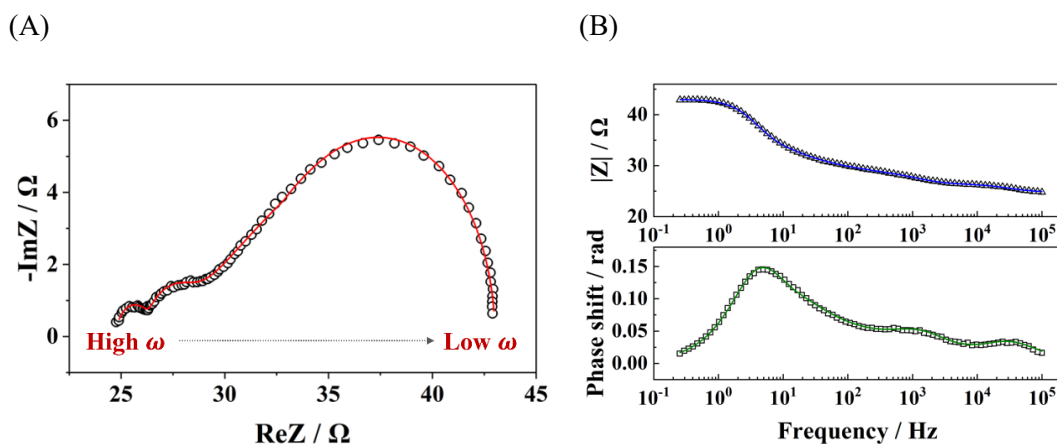 (A)
(B)
7
6
4
2
0
-ImZ / Ω
High ω
Low ω
25 30 35 40 45
ReZ / Ω
40
30
20
|Z| / Ω
10⁻¹ 10⁰ 10¹ 10² 10³ 10⁴ 10⁵
0.15
0.10
0.05
0.00
Phase shift / rad
10⁻¹ 10⁰ 10¹ 10² 10³ 10⁴ 10⁵
Frequency / Hz